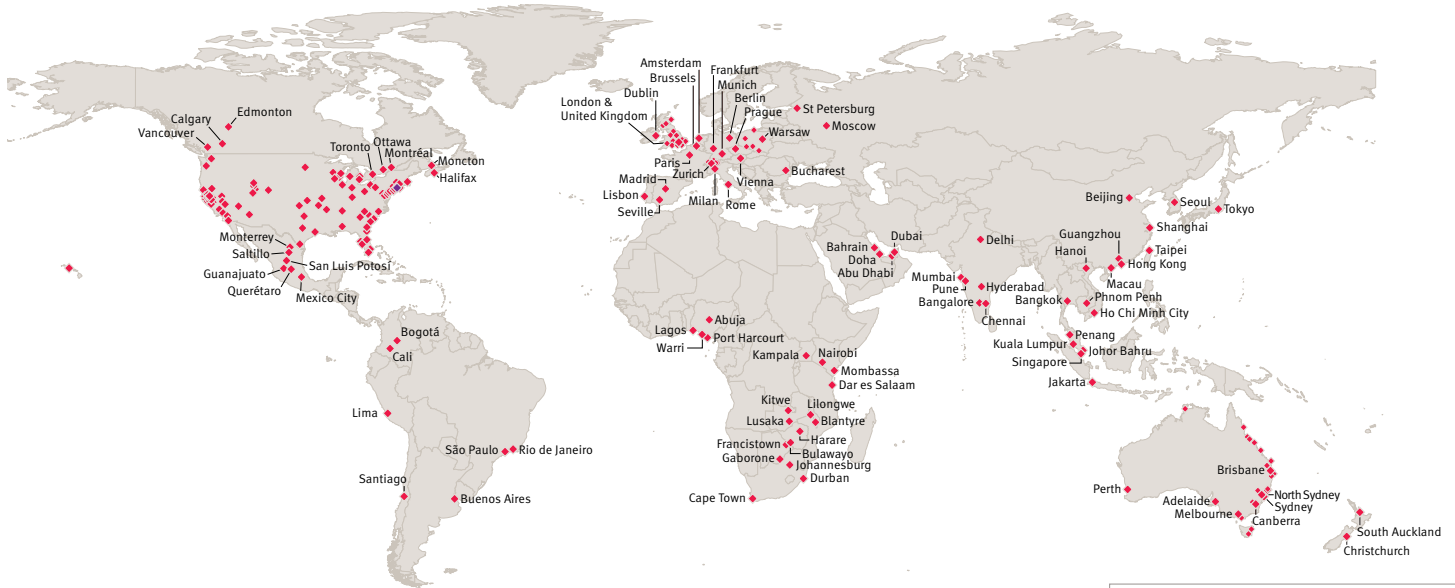 Edmonton
Calgary
Vancouver
Toronto
Ottawa
Montréal
Moncton
Halifax
Monterrey
Saltillo
San Luis Potosí
Guanajuato
Querétaro
Mexico City
Bogotá
Cali
Lima
São Paulo
Rio de Janeiro
Santiago
Buenos Aires
Amsterdam
Brussels
Frankfurt
Munich
Berlin
Prague
Dublin
London &
United Kingdom
St Petersburg
Moscow
Warsaw
Paris
Zurich
Vienna
Bucharest
Madrid
Lisbon
Seville
Milan
Rome
Bahrain
Doha
Dubai
Abu Dhabi
Abuja
Lagos
Warri
Port Harcourt
Kampala
Nairobi
Mombassa
Dar es Salaam
Kitwe
Lilongwe
Lusaka
Blantyre
Harare
Francistown
Bulawayo
Gaborone
Johannesburg
Durban
Cape Town
Delhi
Mumbai
Pune
Hyderabad
Bangalore
Chennai
Beijing
Seoul
Tokyo
Shanghai
Guangzhou
Taipei
Hanoi
Hong Kong
Macau
Bangkok
Phnom Penh
Ho Chi Minh City
Penang
Kuala Lumpur
Johor Bahru
Singapore
Jakarta
Brisbane
Perth
Adelaide
North Sydney
Sydney
Melbourne
Canberra
South Auckland
Christchurch